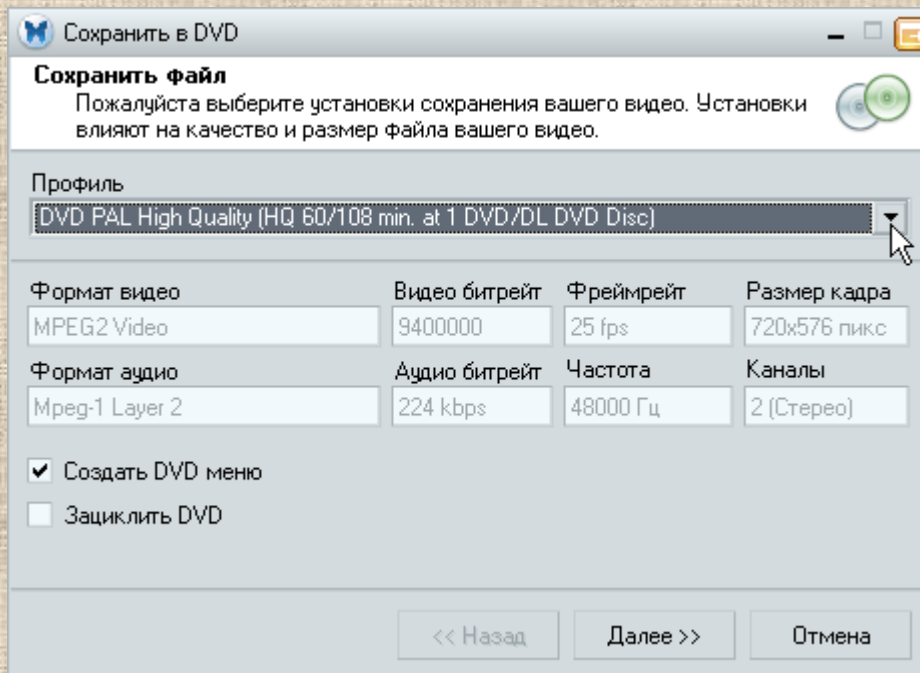 Сохранить в DVD
Сохранить файл
Пожалуйста выберите установки сохранения вашего видео. Установки
влияют на качество и размер файла вашего видео.
Профиль
DVD PAL High Quality (HQ 60/108 min. at 1 DVD/DL DVD Disc)
Формат видео Видео битрейт Фреймрейт Размер кадра
MPEG2 Video 9400000 25 fps 720x576 пикс
Формат аудио Аудио битрейт Частота Каналы
Mpeg-1 Layer 2 224 kbps 48000 Гц 2 (Стерео)
Создать DVD меню
Зациклить DVD
<< Назад Далее >> Отмена